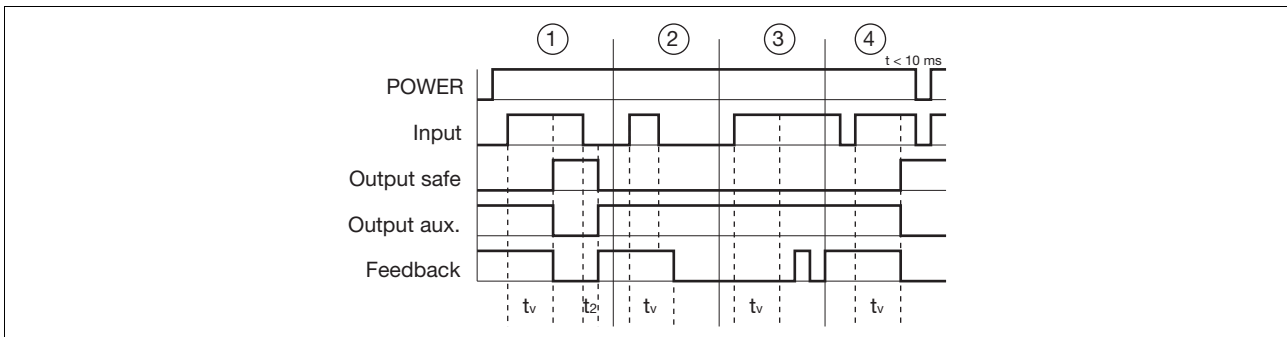 1 2 3 4
t < 10 ms
POWER
Input
Output safe
Output aux.
Feedback
tv t2 tv tv tv